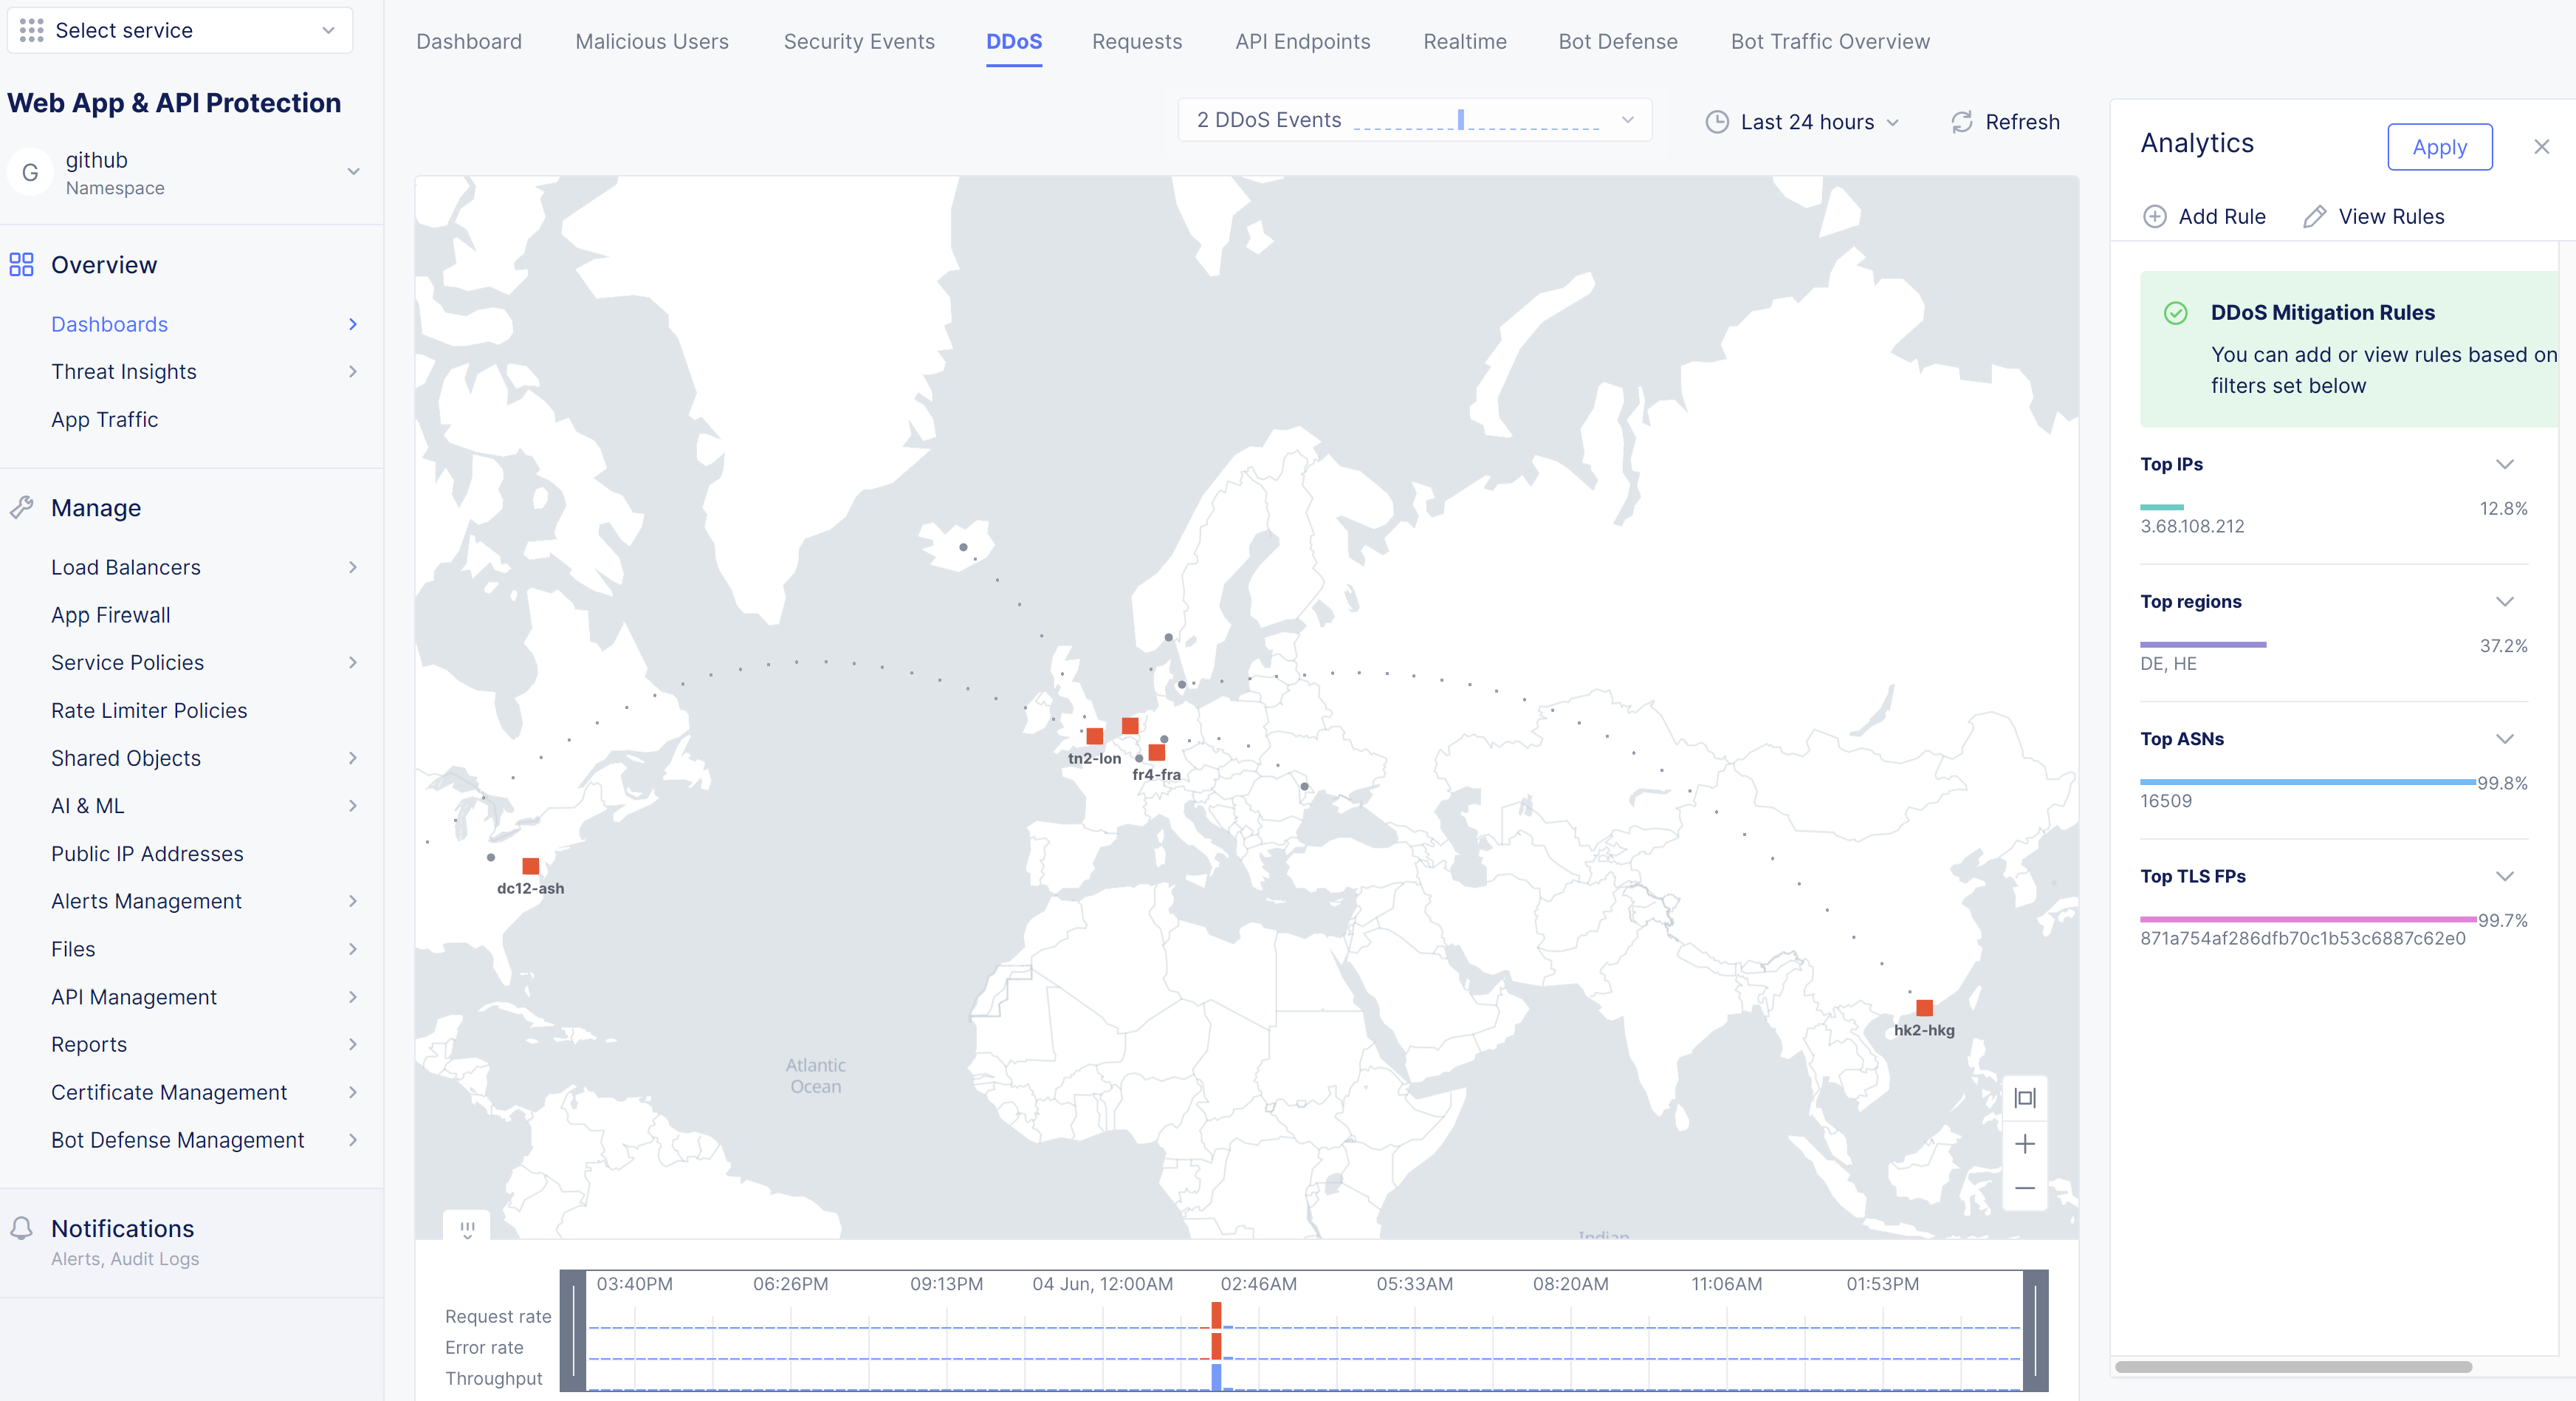 Select service
Web App & API Protection
G
github
Namespace
Overview
Dashboards
Threat Insights
App Traffic
Manage
Load Balancers
App Firewall
Service Policies
Rate Limiter Policies
Shared Objects
AI & ML
Public IP Addresses
Alerts Management
Files
API Management
Reports
Certificate Management
Bot Defense Management
Notifications
Alerts, Audit Logs
Dashboard Malicious Users Security Events DDoS Requests API Endpoints Realtime Bot Defense Bot Traffic Overview
2 DDoS Events Last 24 hours Refresh
tn2-lon
fr4-fra
dc12-ash
hk2-hkg
Atlantic
Ocean
Indian
03:40PM 06:26PM 09:13PM 04 Jun, 12:00AM 02:46AM 05:33AM 08:20AM 11:06AM 01:53PM
Request rate
Error rate
Throughput
Analytics Apply
Add Rule View Rules
DDoS Mitigation Rules
You can add or view rules based on
filters set below
Top IPs
12.8%
3.68.108.212
Top regions
37.2%
DE, HE
Top ASNs
99.8%
16509
Top TLS FPs
99.7%
871a754af286dfb70c1b53c6887c62e0